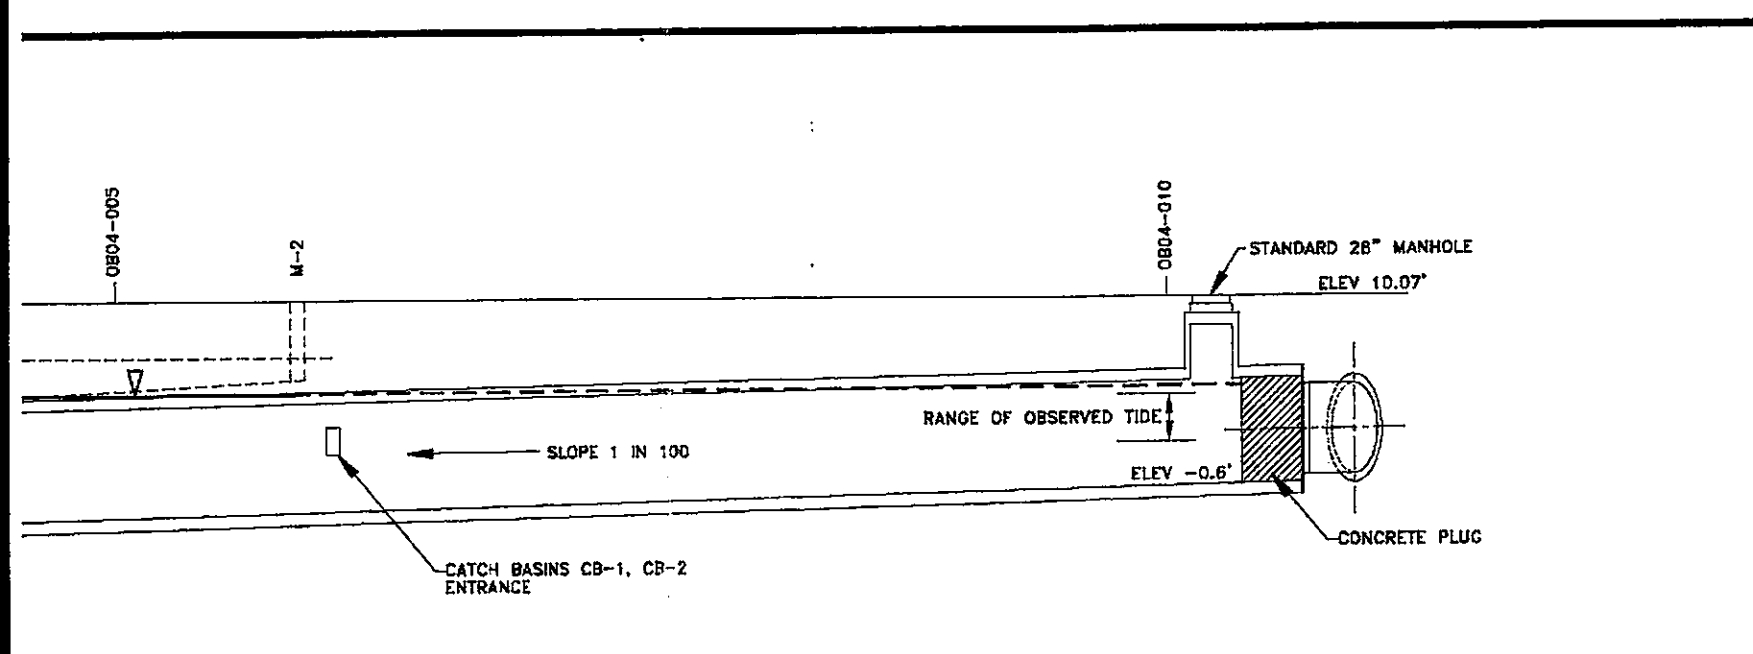 OB04-005
M-2
OB04-010
STANDARD 28" MANHOLE
ELEV 10.07'
RANGE OF OBSERVED TIDE
SLOPE 1 IN 100
ELEV -0.6'
CONCRETE PLUG
CATCH BASINS CB-1, CB-2
ENTRANCE